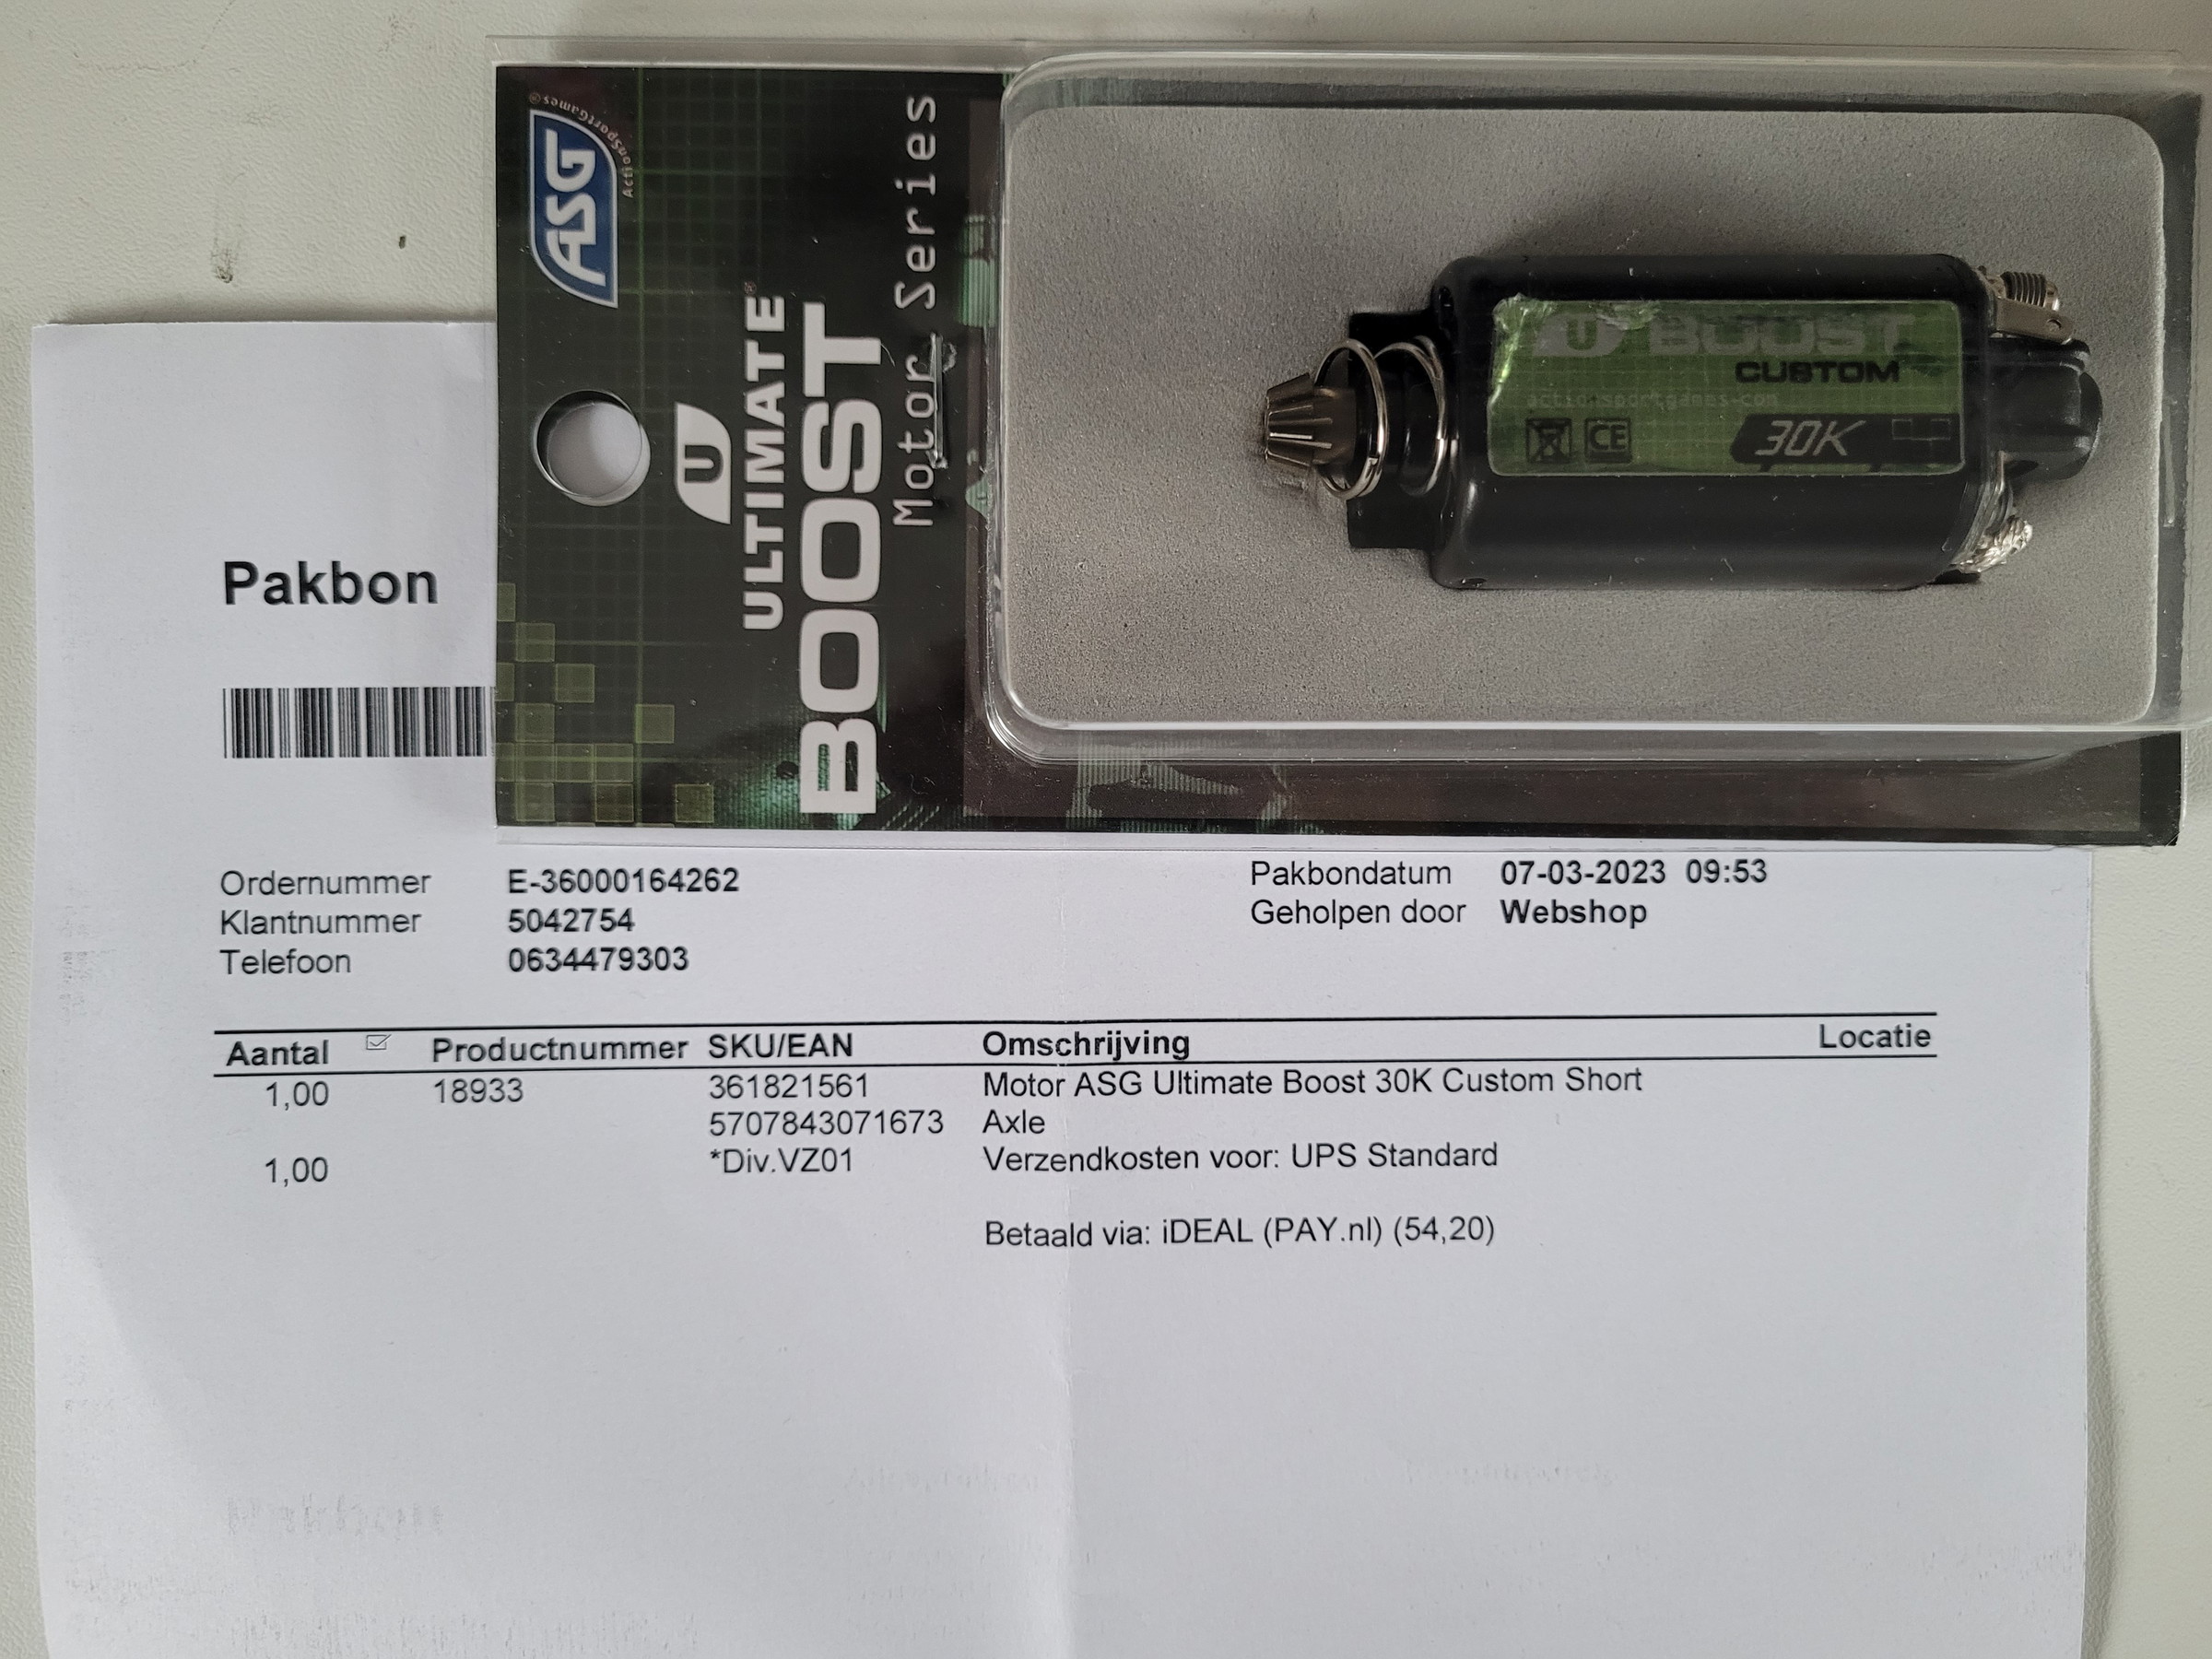 ASG
ActionSportGames®
U
ULTIMATE®
BOOST
Motor Series
U BOOST
CUSTOM
actionsportgames.com
CE
30K
Pakbon
Ordernummer E-36000164262
Klantnummer 5042754
Telefoon 0634479303
Pakbondatum 07-03-2023 09:53
Geholpen door Webshop
Aantal Productnummer SKU/EAN Omschrijving Locatie
1,00 18933 361821561 Motor ASG Ultimate Boost 30K Custom Short
5707843071673 Axle
1,00 *Div.VZ01 Verzendkosten voor: UPS Standard
Betaald via: iDEAL (PAY.nl) (54,20)